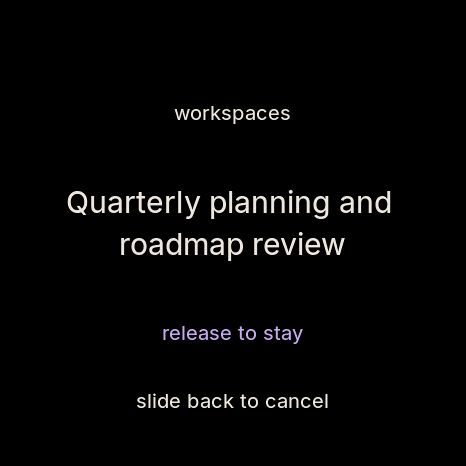 workspaces
Quarterly planning and
roadmap review
release to stay
slide back to cancel